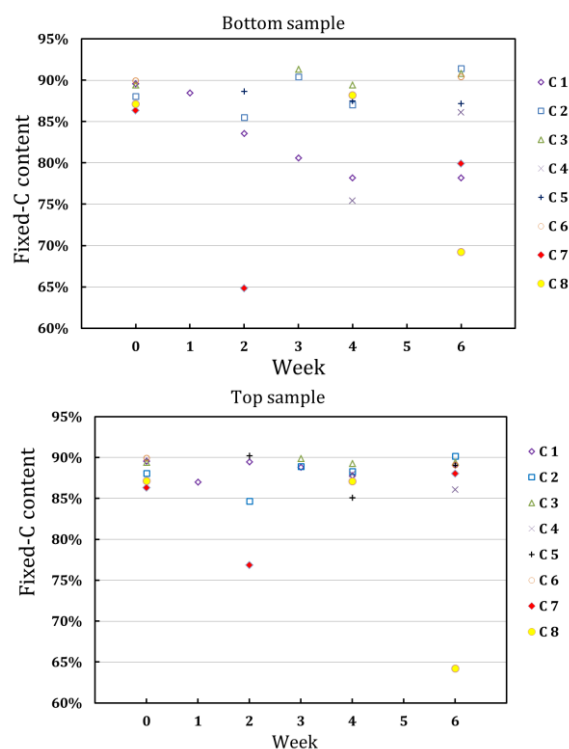 Bottom sample
95%
90%
85%
80%
75%
70%
65%
60%
Fixed-C content
0 1 2 3 4 5 6
Week
C 1
C 2
C 3
C 4
C 5
C 6
C 7
C 8
Top sample
95%
90%
85%
80%
75%
70%
65%
60%
Fixed-C content
0 1 2 3 4 5 6
Week
C 1
C 2
C 3
C 4
C 5
C 6
C 7
C 8